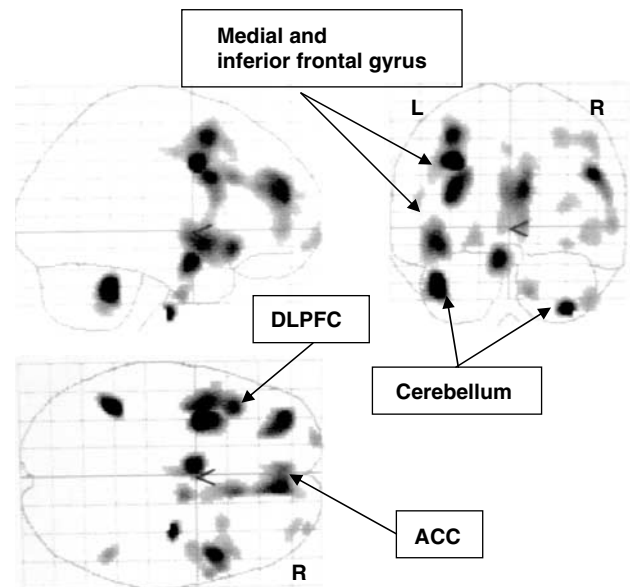 Medial and
inferior frontal gyrus
L
R
DLPFC
Cerebellum
ACC
R